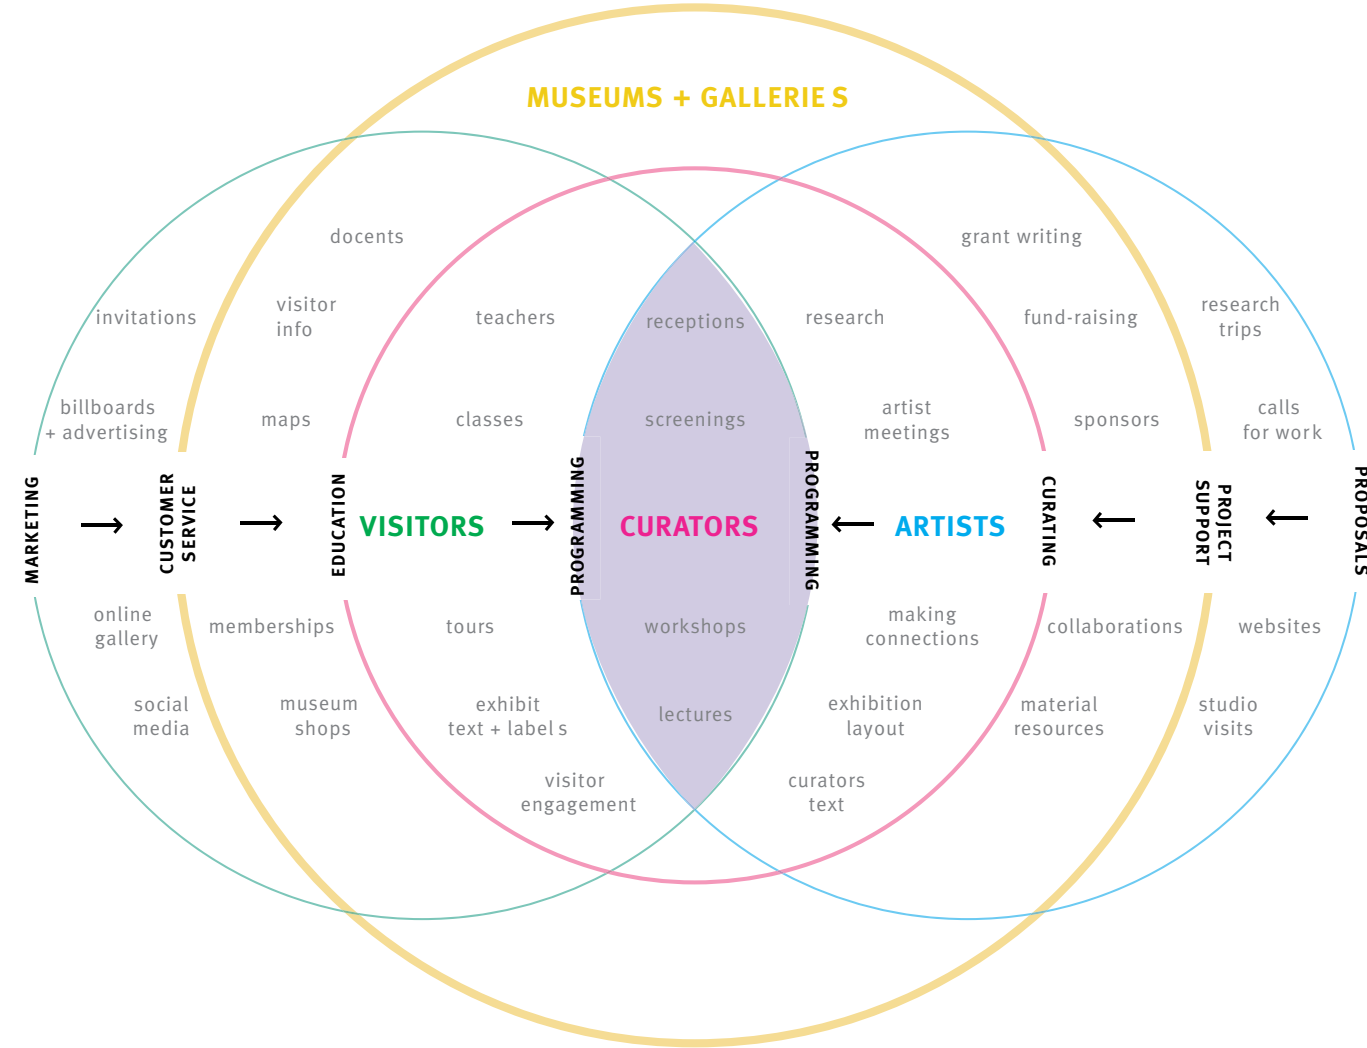 MUSEUMS + GALLERIE S
docents
grant writing
invitations
visitor
info
teachers
receptions
research
fund-raising
research
trips
billboards
+ advertising
maps
classes
screenings
artist
meetings
sponsors
calls
for work
MARKETING
CUSTOMER
SERVICE
EDUCATION
VISITORS
PROGRAMMING
CURATORS
PROGRAMMING
ARTISTS
CURATING
PROJECT
SUPPORT
PROPOSALS
online
gallery
memberships
tours
workshops
making
connections
collaborations
websites
social
media
museum
shops
exhibit
text + label s
lectures
exhibition
layout
material
resources
studio
visits
visitor
engagement
curators
text